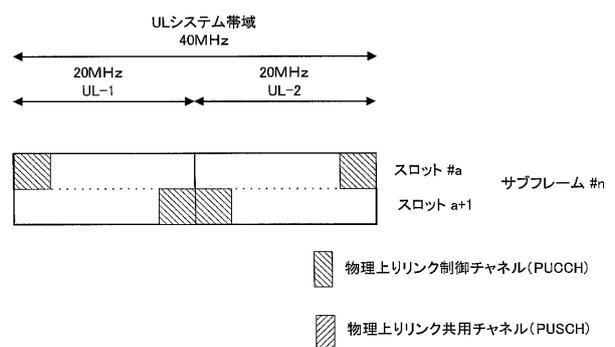 ULシステム帯域
40MHz
20MHz
20MHz
UL-1
UL-2
スロット #a
サブフレーム #n
スロット a+1
物理上りリンク制御チャネル(PUCCH)
物理上りリンク共用チャネル(PUSCH)